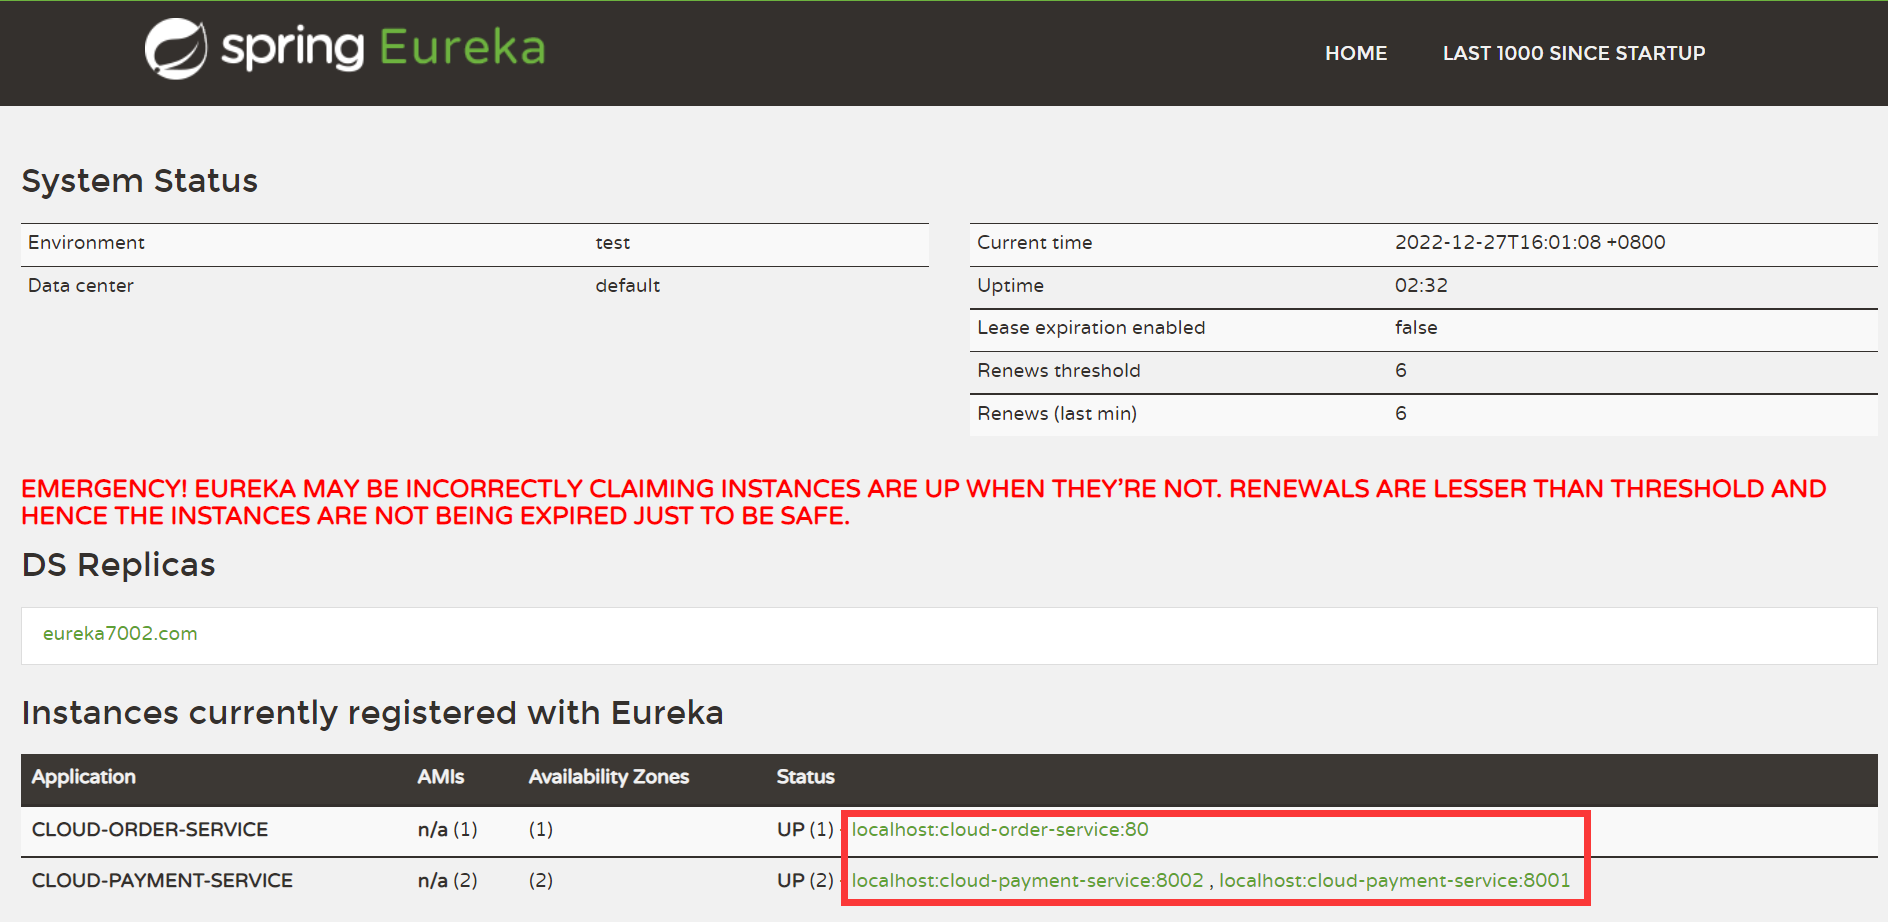 spring Eureka
HOME LAST 1000 SINCE STARTUP
System Status
Environment test
Data center default
Current time 2022-12-27T16:01:08 +0800
Uptime 02:32
Lease expiration enabled false
Renews threshold 6
Renews (last min) 6
EMERGENCY! EUREKA MAY BE INCORRECTLY CLAIMING INSTANCES ARE UP WHEN THEY'RE NOT. RENEWALS ARE LESSER THAN THRESHOLD AND
HENCE THE INSTANCES ARE NOT BEING EXPIRED JUST TO BE SAFE.
DS Replicas
eureka7002.com
Instances currently registered with Eureka
Application AMIs Availability Zones Status
CLOUD-ORDER-SERVICE n/a (1) (1) UP (1) - localhost:cloud-order-service:80
CLOUD-PAYMENT-SERVICE n/a (2) (2) UP (2) - localhost:cloud-payment-service:8002 , localhost:cloud-payment-service:8001